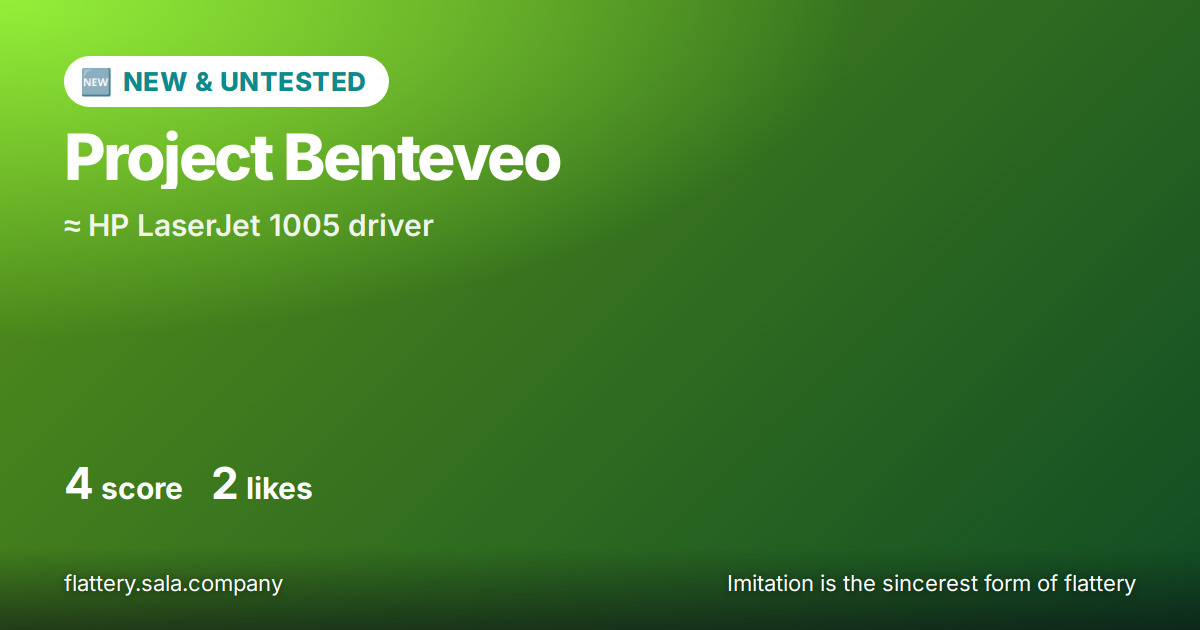 🆕 NEW & UNTESTED
Project Benteveo
≈ HP LaserJet 1005 driver
4 score 2 likes
flattery.sala.company
Imitation is the sincerest form of flattery